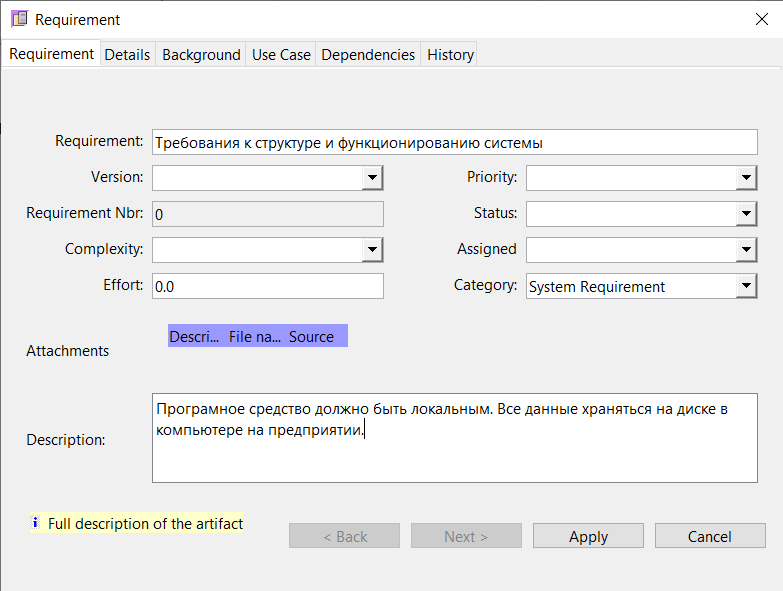 Requirement
Requirement Details Background Use Case Dependencies History
Requirement: Требования к структуре и функционированию системы
Version: Priority:
Requirement Nbr: 0 Status:
Complexity: Assigned
Effort: 0.0 Category: System Requirement
Descri... File na... Source
Attachments
Програмное средство должно быть локальным. Все данные храняться на диске в
компьютере на предприятии.
Description:
Full description of the artifact
< Back Next > Apply Cancel